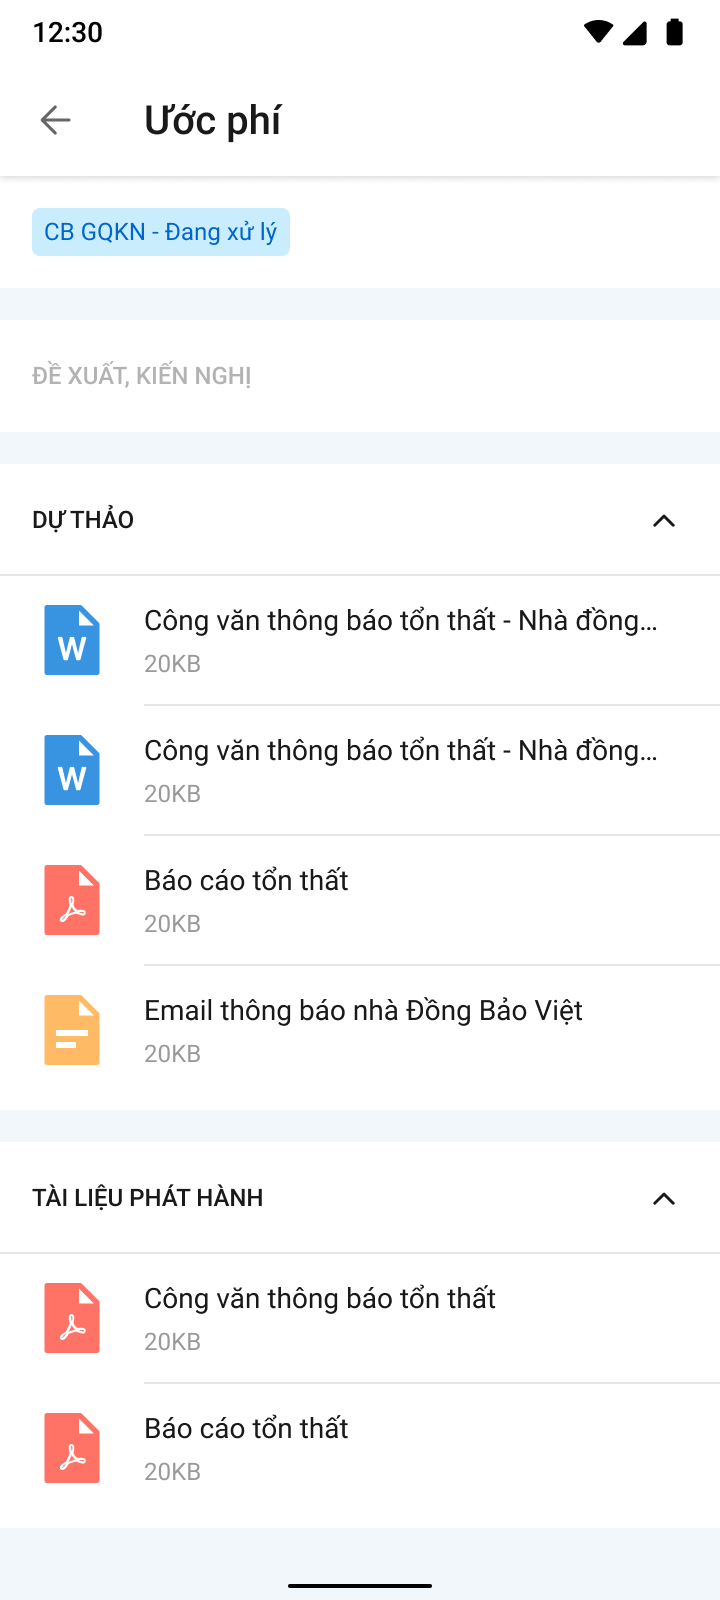 12:30
Ước phí
CB GQKN - Đang xử lý
ĐỀ XUẤT, KIẾN NGHỊ
DỰ THẢO
W
Công văn thông báo tổn thất - Nhà đồng...
20KB
W
Công văn thông báo tổn thất - Nhà đồng...
20KB
Báo cáo tổn thất
20KB
Email thông báo nhà Đồng Bảo Việt
20KB
TÀI LIỆU PHÁT HÀNH
Công văn thông báo tổn thất
20KB
Báo cáo tổn thất
20KB